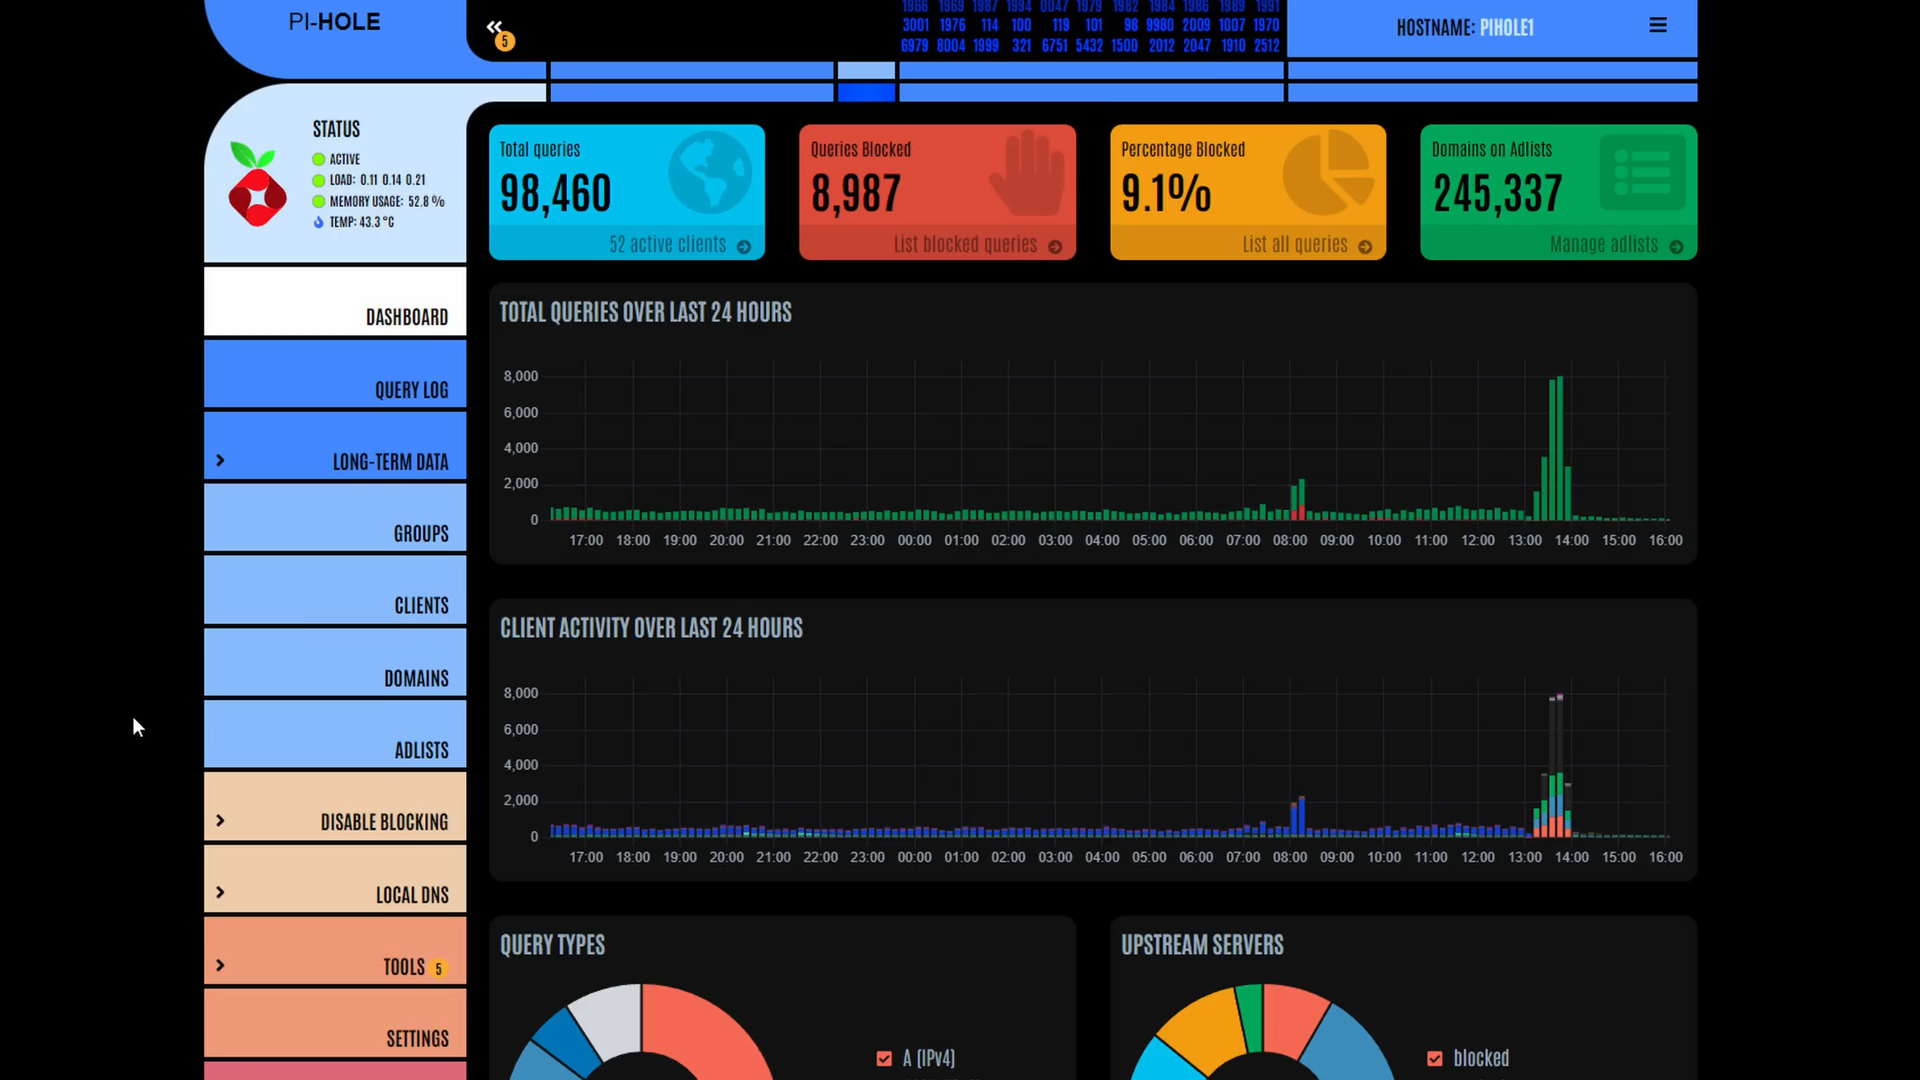 PI-HOLE
5
1966 1969 1987 1994 0047 1979 1982 1984 1986 1989 1991
3001 1976 114 100 119 101 98 9980 2009 1007 1970
6979 8004 1999 321 6751 5432 1500 2012 2047 1910 2512
HOSTNAME: PIHOLE1
STATUS
ACTIVE
LOAD: 0.11 0.14 0.21
MEMORY USAGE: 52.8 %
TEMP: 43.3 °C
DASHBOARD
QUERY LOG
LONG-TERM DATA
GROUPS
CLIENTS
DOMAINS
ADLISTS
DISABLE BLOCKING
LOCAL DNS
TOOLS 5
SETTINGS
Total queries
98,460
52 active clients
Queries Blocked
8,987
List blocked queries
Percentage Blocked
9.1%
List all queries
Domains on Adlists
245,337
Manage adlists
TOTAL QUERIES OVER LAST 24 HOURS
8,000
6,000
4,000
2,000
0
17:00 18:00 19:00 20:00 21:00 22:00 23:00 00:00 01:00 02:00 03:00 04:00 05:00 06:00 07:00 08:00 09:00 10:00 11:00 12:00 13:00 14:00 15:00 16:00
CLIENT ACTIVITY OVER LAST 24 HOURS
8,000
6,000
4,000
2,000
0
17:00 18:00 19:00 20:00 21:00 22:00 23:00 00:00 01:00 02:00 03:00 04:00 05:00 06:00 07:00 08:00 09:00 10:00 11:00 12:00 13:00 14:00 15:00 16:00
QUERY TYPES
A (IPv4)
UPSTREAM SERVERS
blocked